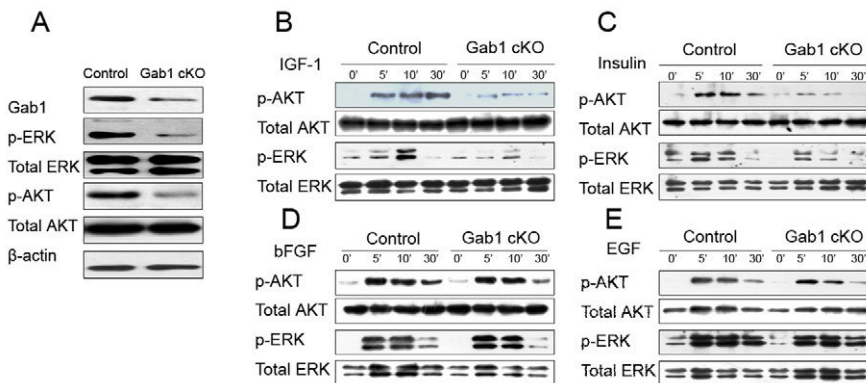 A
Control Gab1 cKO
Gab1
p-ERK
Total ERK
p-AKT
Total AKT
β-actin
B
IGF-1
Control Gab1 cKO
0' 5' 10' 30' 0' 5' 10' 30'
p-AKT
Total AKT
p-ERK
Total ERK
C
Insulin
Control Gab1 cKO
0' 5' 10' 30' 0' 5' 10' 30'
p-AKT
Total AKT
p-ERK
Total ERK
D
bFGF
Control Gab1 cKO
0' 5' 10' 30' 0' 5' 10' 30'
p-AKT
Total AKT
p-ERK
Total ERK
E
EGF
Control Gab1 cKO
0' 5' 10' 30' 0' 5' 10' 30'
p-AKT
Total AKT
p-ERK
Total ERK